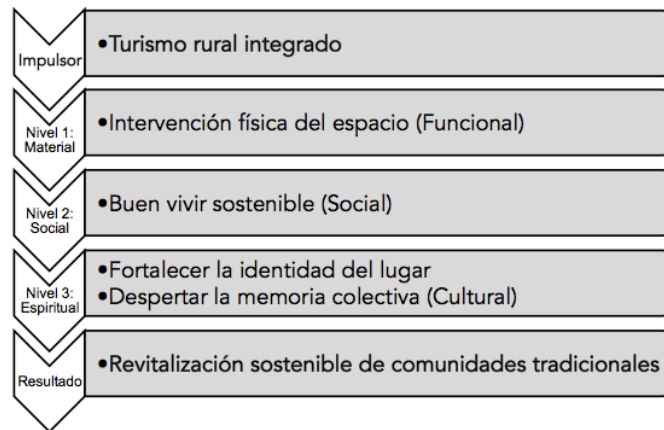 Impulsor
•Turismo rural integrado
Nivel 1:
Material
•Intervención física del espacio (Funcional)
Nivel 2:
Social
•Buen vivir sostenible (Social)
Nivel 3:
Espiritual
•Fortalecer la identidad del lugar
•Despertar la memoria colectiva (Cultural)
Resultado
•Revitalización sostenible de comunidades tradicionales